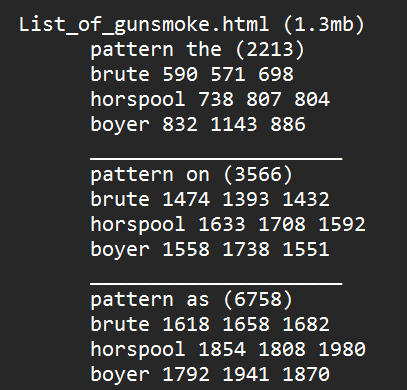 List_of_gunsmoke.html (1.3mb)
pattern the (2213)
brute 590 571 698
horspool 738 807 804
boyer 832 1143 886
_____________________
pattern on (3566)
brute 1474 1393 1432
horspool 1633 1708 1592
boyer 1558 1738 1551
_____________________
pattern as (6758)
brute 1618 1658 1682
horspool 1854 1808 1980
boyer 1792 1941 1870